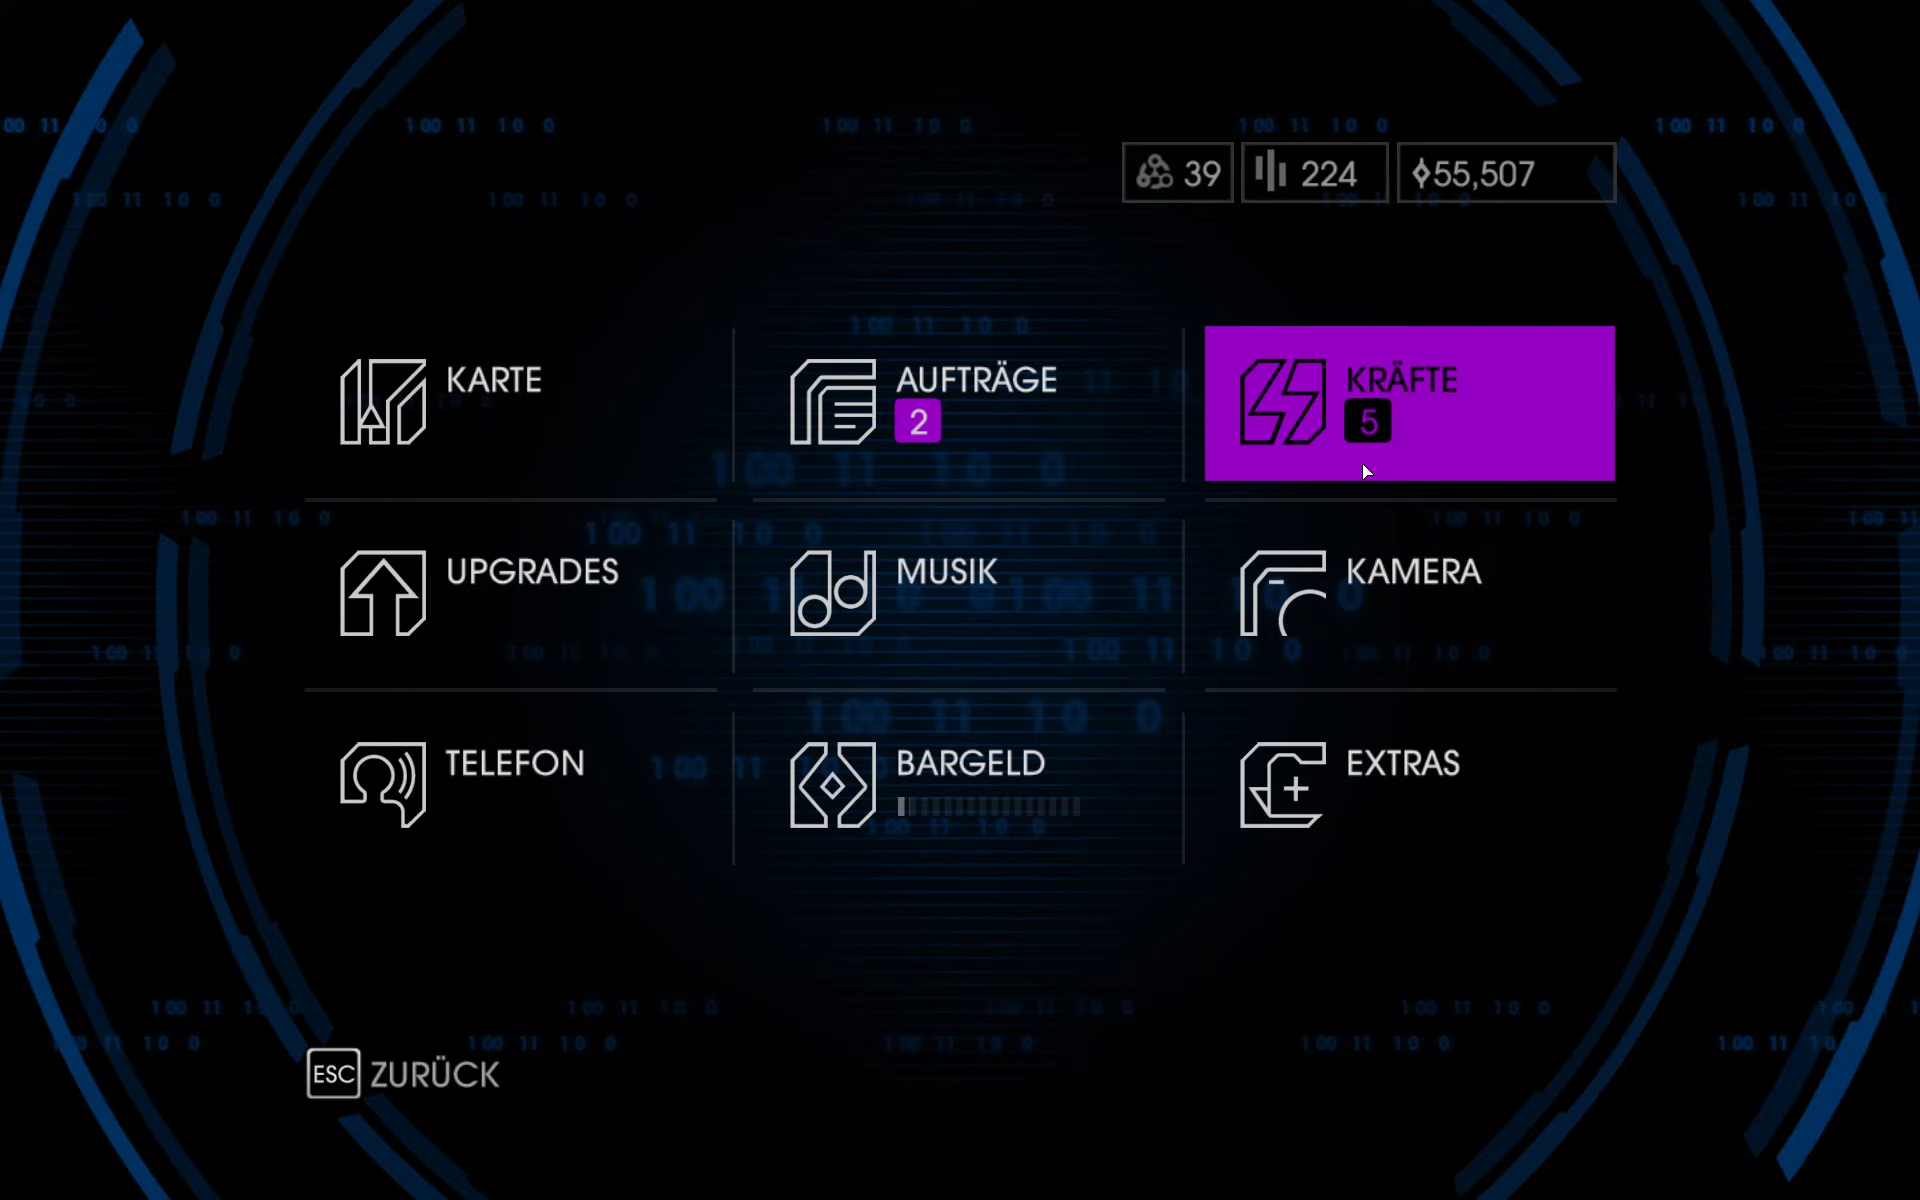 39 224 55,507
KARTE AUFTRÄGE KRÄFTE
2 5
UPGRADES MUSIK KAMERA
TELEFON BARGELD EXTRAS
ESC ZURÜCK